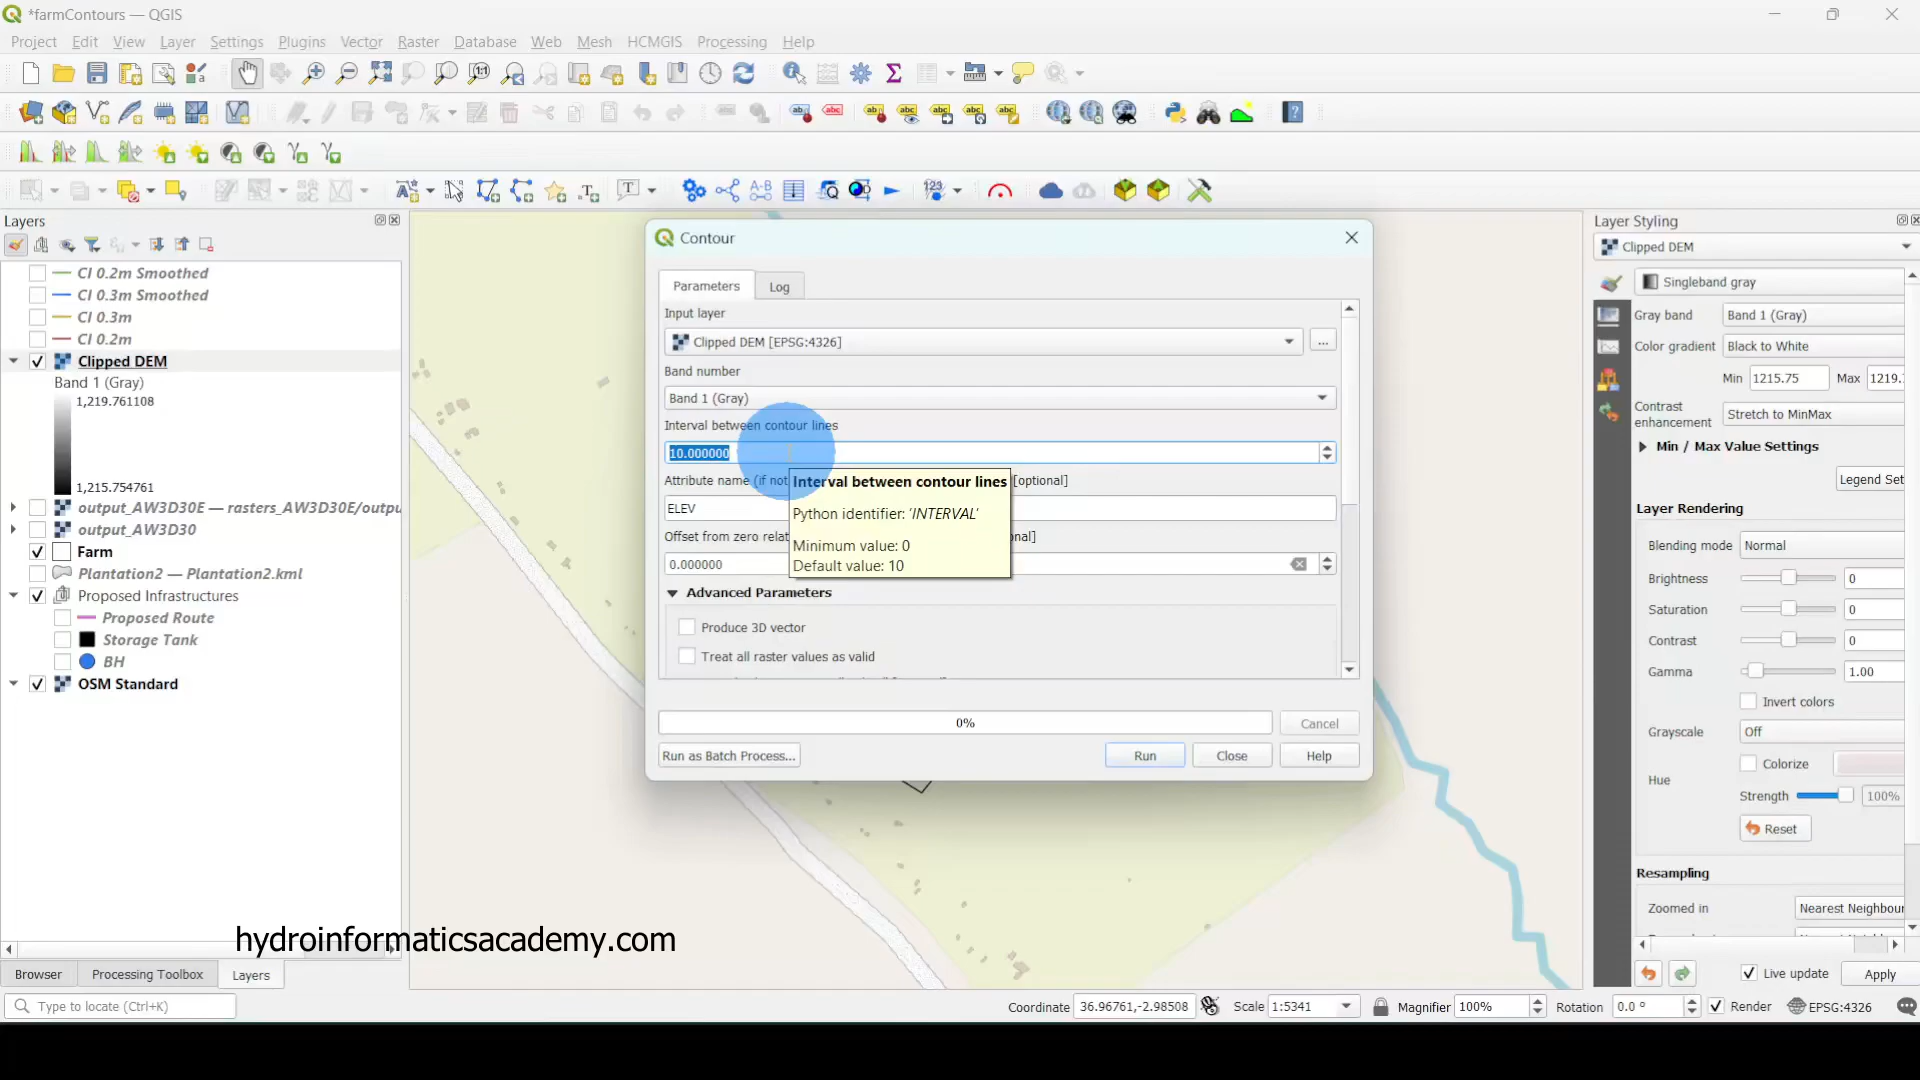 *farmContours — QGIS
Project Edit View Layer Settings Plugins Vector Raster Database Web Mesh HCMGIS Processing Help
Layers
CI 0.2m Smoothed
CI 0.3m Smoothed
CI 0.3m
CI 0.2m
Clipped DEM
Band 1 (Gray)
1,219.761108
1,215.754761
output_AW3D30E — rasters_AW3D30E/outpu
output_AW3D30
Farm
Plantation2 — Plantation2.kml
Proposed Infrastructures
Proposed Route
Storage Tank
BH
OSM Standard
Browser Processing Toolbox Layers
Type to locate (Ctrl+K)
hydroinformaticsacademy.com
Contour
Parameters Log
Input layer
Clipped DEM [EPSG:4326]
...
Band number
Band 1 (Gray)
Interval between contour lines
10.000000
Attribute name (if not [optional]
ELEV
Offset from zero relat onal]
0.000000
Interval between contour lines
Python identifier: 'INTERVAL'
Minimum value: 0
Default value: 10
Advanced Parameters
Produce 3D vector
Treat all raster values as valid
0%
Cancel
Run as Batch Process... Run Close Help
Layer Styling
Clipped DEM
Singleband gray
Gray band Band 1 (Gray)
Color gradient Black to White
Min 1215.75 Max 1219.
Contrast
enhancement Stretch to MinMax
Min / Max Value Settings
Legend Set
Layer Rendering
Blending mode Normal
Brightness 0
Saturation 0
Contrast 0
Gamma 1.00
Invert colors
Grayscale Off
Hue Colorize
Strength 100%
Reset
Resampling
Zoomed in Nearest Neighbour
Live update Apply
Coordinate 36.96761,-2.98508 Scale 1:5341 Magnifier 100% Rotation 0.0 ° Render EPSG:4326